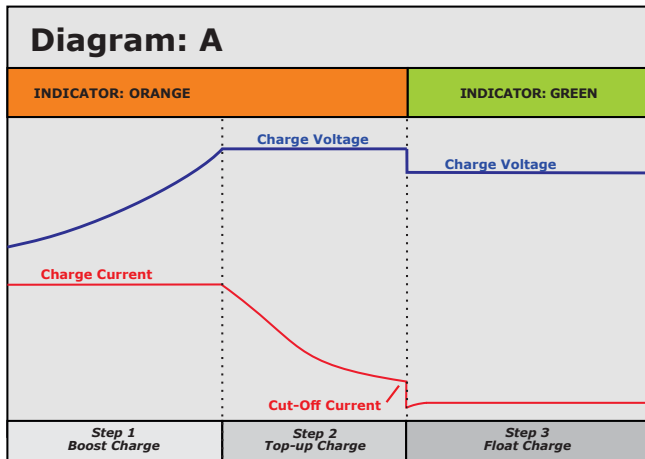 Diagram: A
INDICATOR: ORANGE
INDICATOR: GREEN
Charge Voltage
Charge Voltage
Charge Current
Cut-Off Current
Step 1
Boost Charge
Step 2
Top-up Charge
Step 3
Float Charge